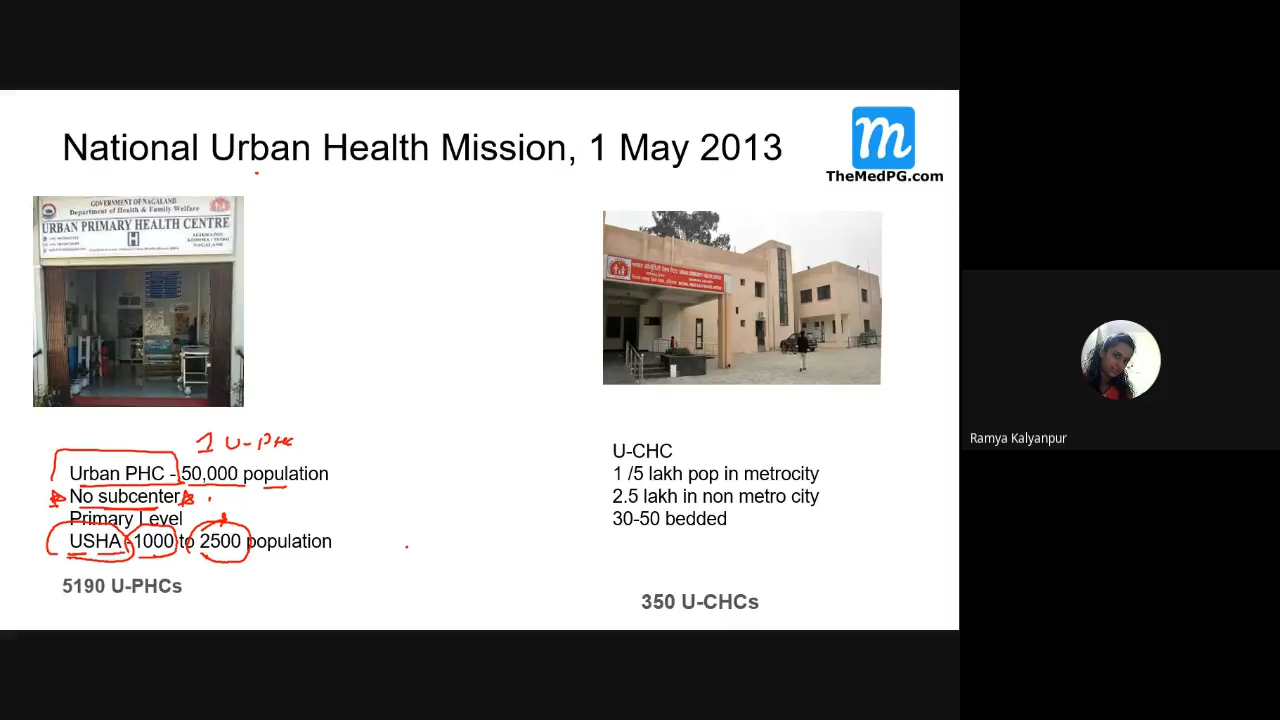 National Urban Health Mission, 1 May 2013
m
TheMedPG.com
GOVERNMENT OF NAGALAND
Department of Health & Family Welfare
URBAN PRIMARY HEALTH CENTRE
H
NAGALAND
1 U-PHC
Urban PHC - 50,000 population
No subcenter
Primary Level
USHA -1000 to 2500 population
5190 U-PHCs
U-CHC
1 /5 lakh pop in metrocity
2.5 lakh in non metro city
30-50 bedded
350 U-CHCs
Ramya Kalyanpur